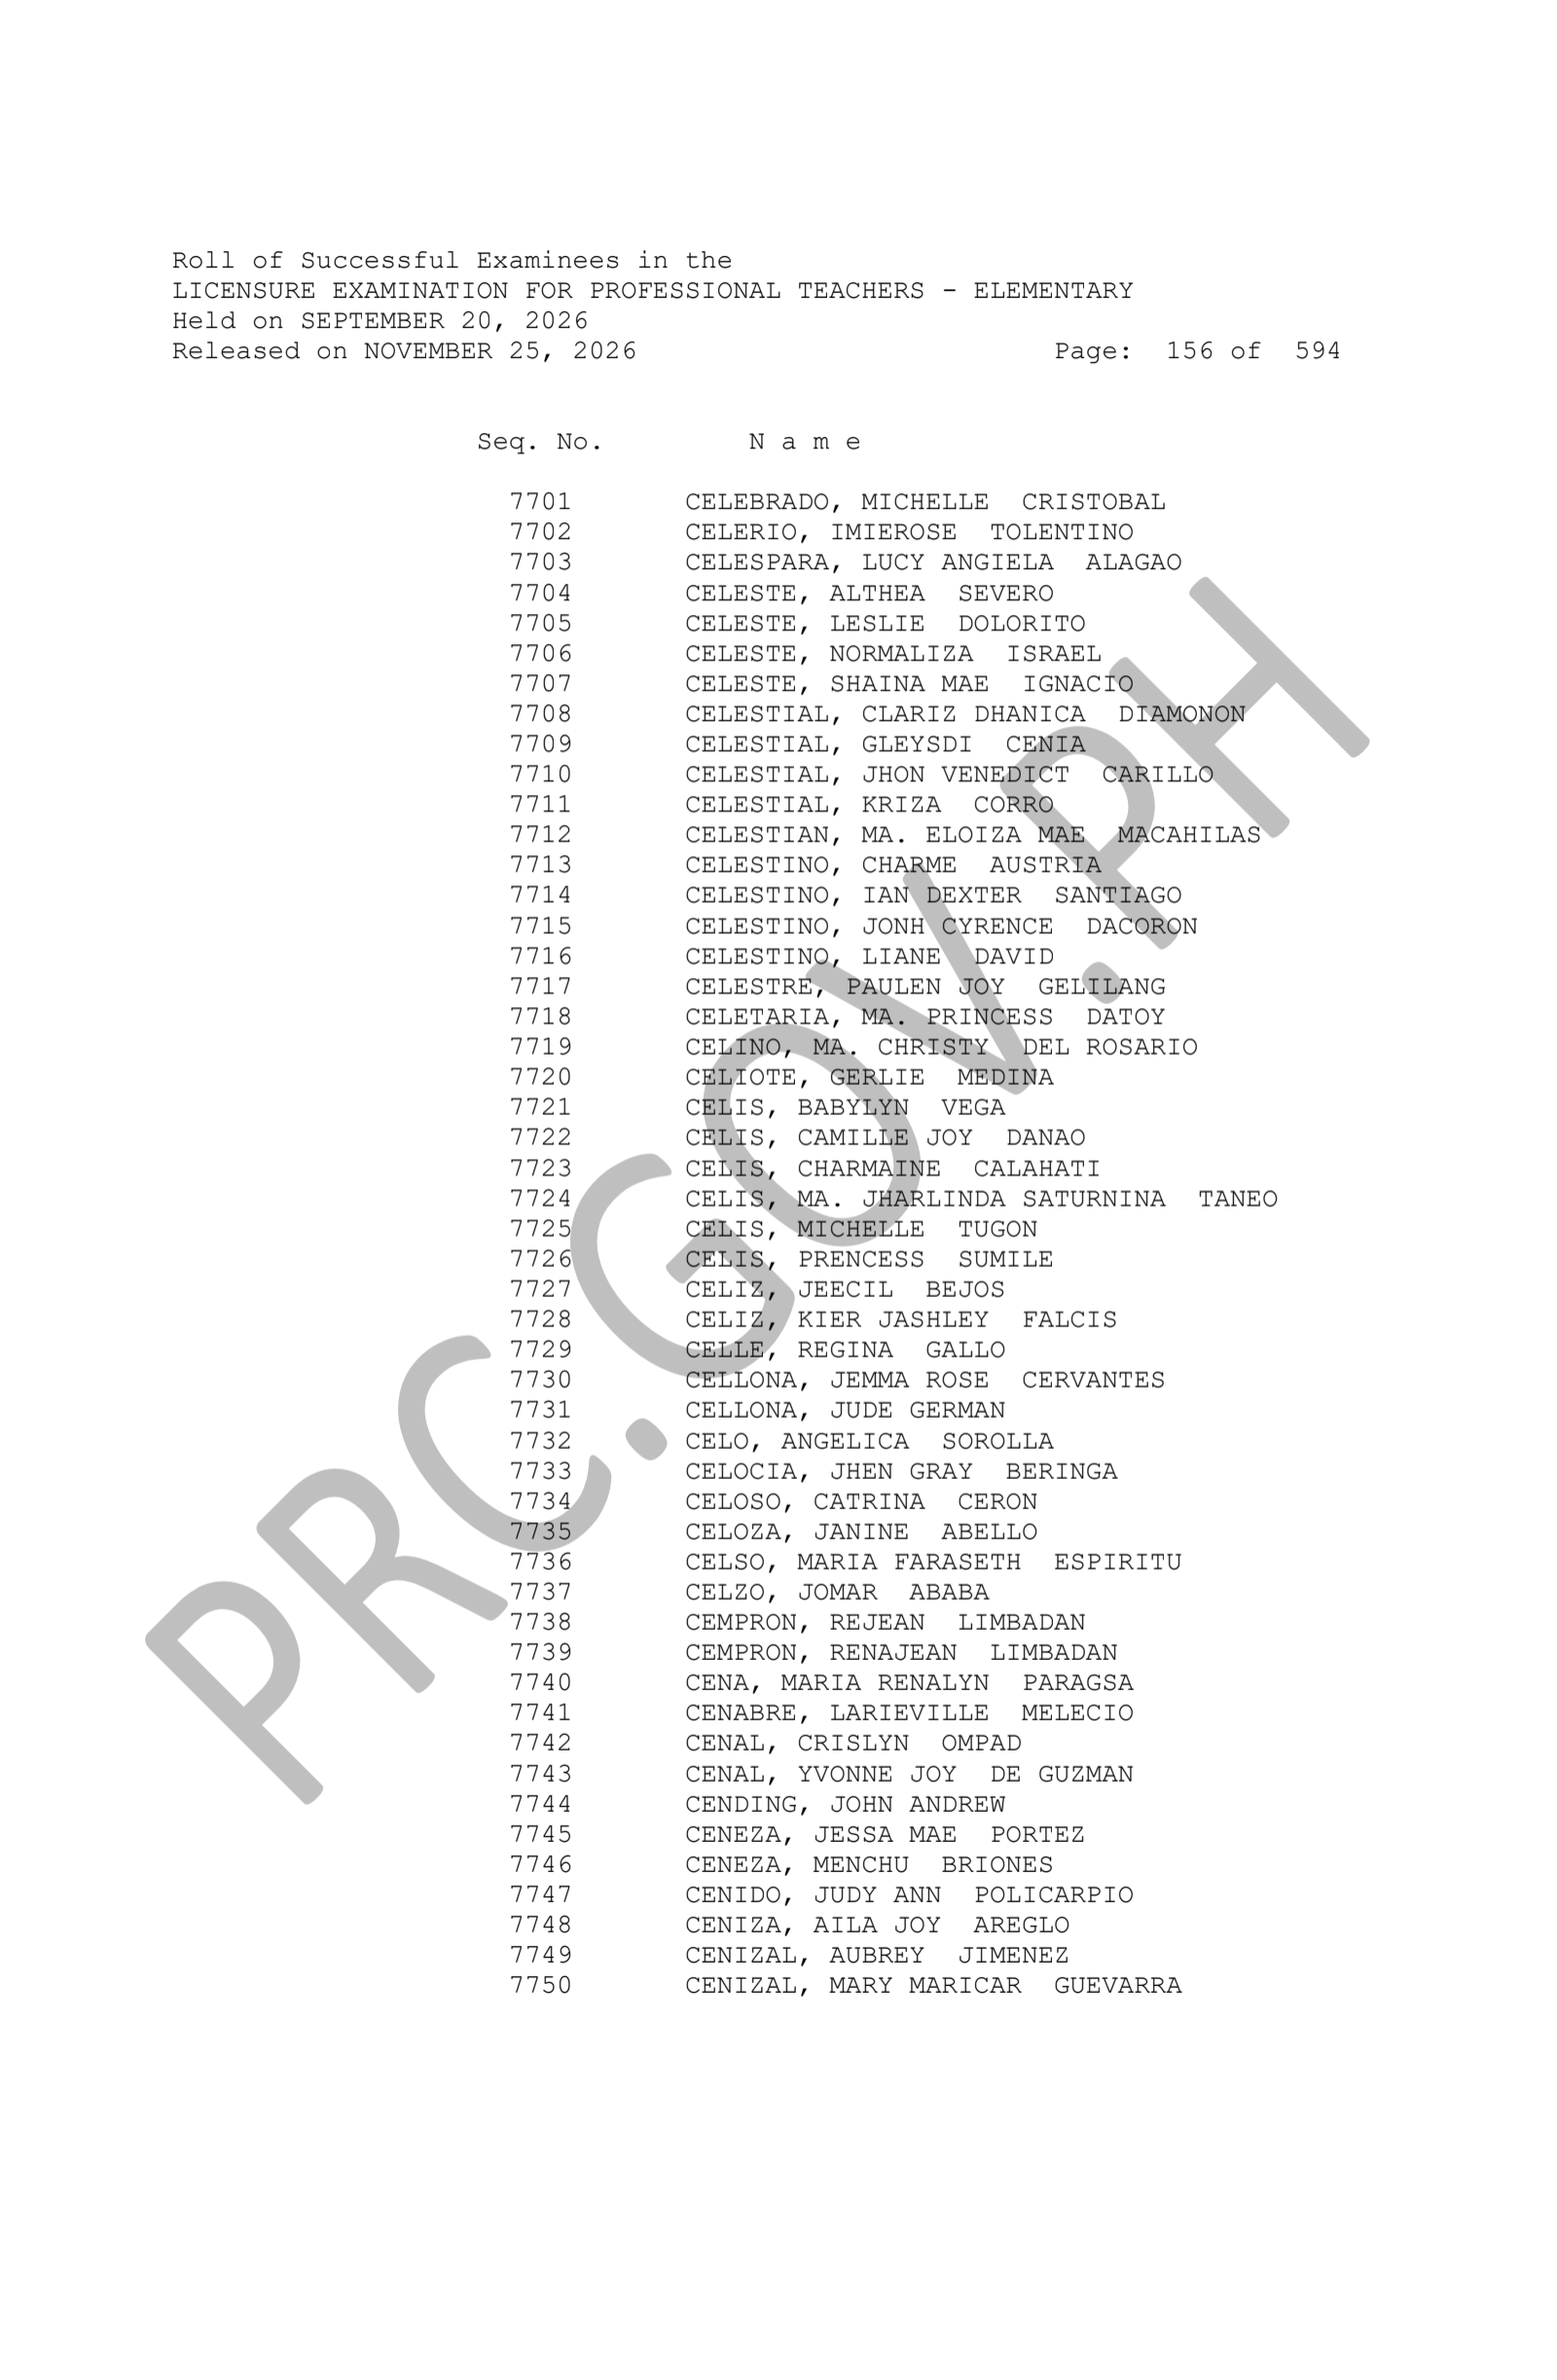 Roll of Successful Examinees in the
LICENSURE EXAMINATION FOR PROFESSIONAL TEACHERS - ELEMENTARY
Held on SEPTEMBER 20, 2026
Released on NOVEMBER 25, 2026 Page: 156 of 594
Seq. No. N a m e
7701 CELEBRADO, MICHELLE CRISTOBAL
7702 CELERIO, IMIEROSE TOLENTINO
7703 CELESPARA, LUCY ANGIELA ALAGAO
7704 CELESTE, ALTHEA SEVERO
7705 CELESTE, LESLIE DOLORITO
7706 CELESTE, NORMALIZA ISRAEL
7707 CELESTE, SHAINA MAE IGNACIO
7708 CELESTIAL, CLARIZ DHANICA DIAMONON
7709 CELESTIAL, GLEYSDI CENIA
7710 CELESTIAL, JHON VENEDICT CARILLO
7711 CELESTIAL, KRIZA CORRO
7712 CELESTIAN, MA. ELOIZA MAE MACAHILAS
7713 CELESTINO, CHARME AUSTRIA
7714 CELESTINO, IAN DEXTER SANTIAGO
7715 CELESTINO, JONH CYRENCE DACORON
7716 CELESTINO, LIANE DAVID
7717 CELESTRE, PAULEN JOY GELILANG
7718 CELETARIA, MA. PRINCESS DATOY
7719 CELINO, MA. CHRISTY DEL ROSARIO
7720 CELIOTE, GERLIE MEDINA
7721 CELIS, BABYLYN VEGA
7722 CELIS, CAMILLE JOY DANAO
7723 CELIS, CHARMAINE CALAHATI
7724 CELIS, MA. JHARLINDA SATURNINA TANEO
7725 CELIS, MICHELLE TUGON
7726 CELIS, PRENCESS SUMILE
7727 CELIZ, JEECIL BEJOS
7728 CELIZ, KIER JASHLEY FALCIS
7729 CELLE, REGINA GALLO
7730 CELLONA, JEMMA ROSE CERVANTES
7731 CELLONA, JUDE GERMAN
7732 CELO, ANGELICA SOROLLA
7733 CELOCIA, JHEN GRAY BERINGA
7734 CELOSO, CATRINA CERON
7735 CELOZA, JANINE ABELLO
7736 CELSO, MARIA FARASETH ESPIRITU
7737 CELZO, JOMAR ABABA
7738 CEMPRON, REJEAN LIMBADAN
7739 CEMPRON, RENAJEAN LIMBADAN
7740 CENA, MARIA RENALYN PARAGSA
7741 CENABRE, LARIEVILLE MELECIO
7742 CENAL, CRISLYN OMPAD
7743 CENAL, YVONNE JOY DE GUZMAN
7744 CENDING, JOHN ANDREW
7745 CENEZA, JESSA MAE PORTEZ
7746 CENEZA, MENCHU BRIONES
7747 CENIDO, JUDY ANN POLICARPIO
7748 CENIZA, AILA JOY AREGLO
7749 CENIZAL, AUBREY JIMENEZ
7750 CENIZAL, MARY MARICAR GUEVARRA
PRC.GOV.PH